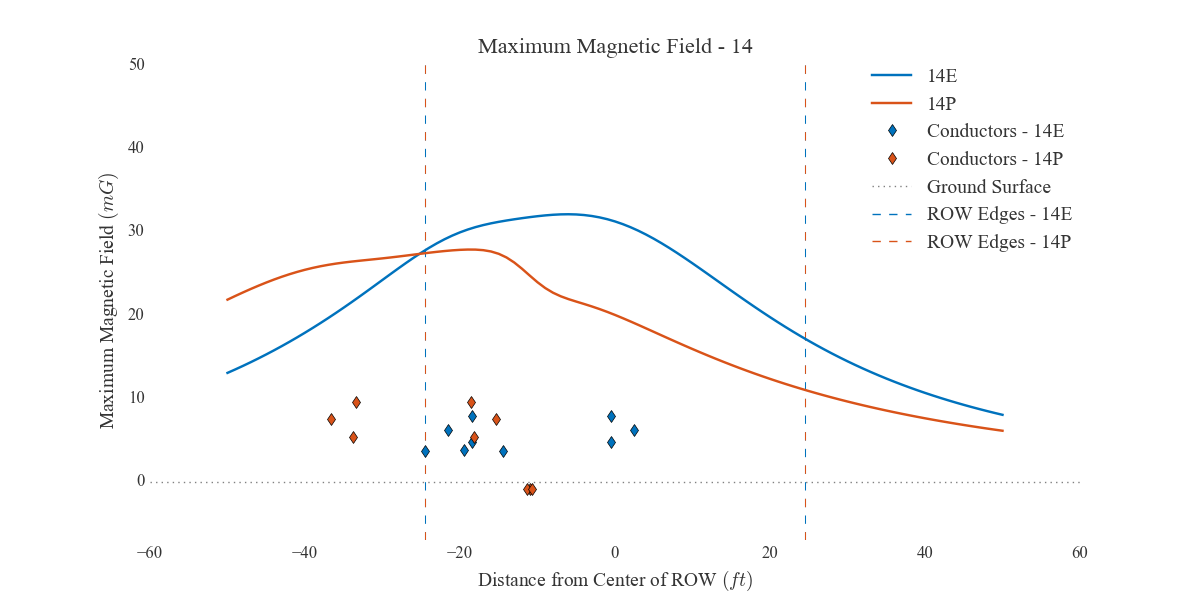 Maximum Magnetic Field - 14
50
40
30
20
10
0
Maximum Magnetic Field (mG)
−60
−40
−20
0
20
40
60
Distance from Center of ROW (ft)
14E
14P
Conductors - 14E
Conductors - 14P
Ground Surface
ROW Edges - 14E
ROW Edges - 14P